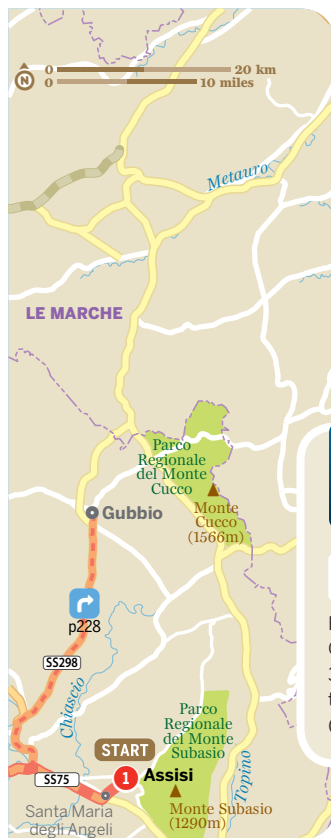 0 20 km
N
0 10 miles
Metauro
LE MARCHE
Parco
Regionale
del Monte
Cucco
Monte
Cucco
(1566m)
Gubbio
p228
SS298
Chiascio
Parco
Regionale
del Monte
Subasio
START
1 Assisi
SS75
Topino
Santa Maria
degli Angeli
Monte Subasio
(1290m)